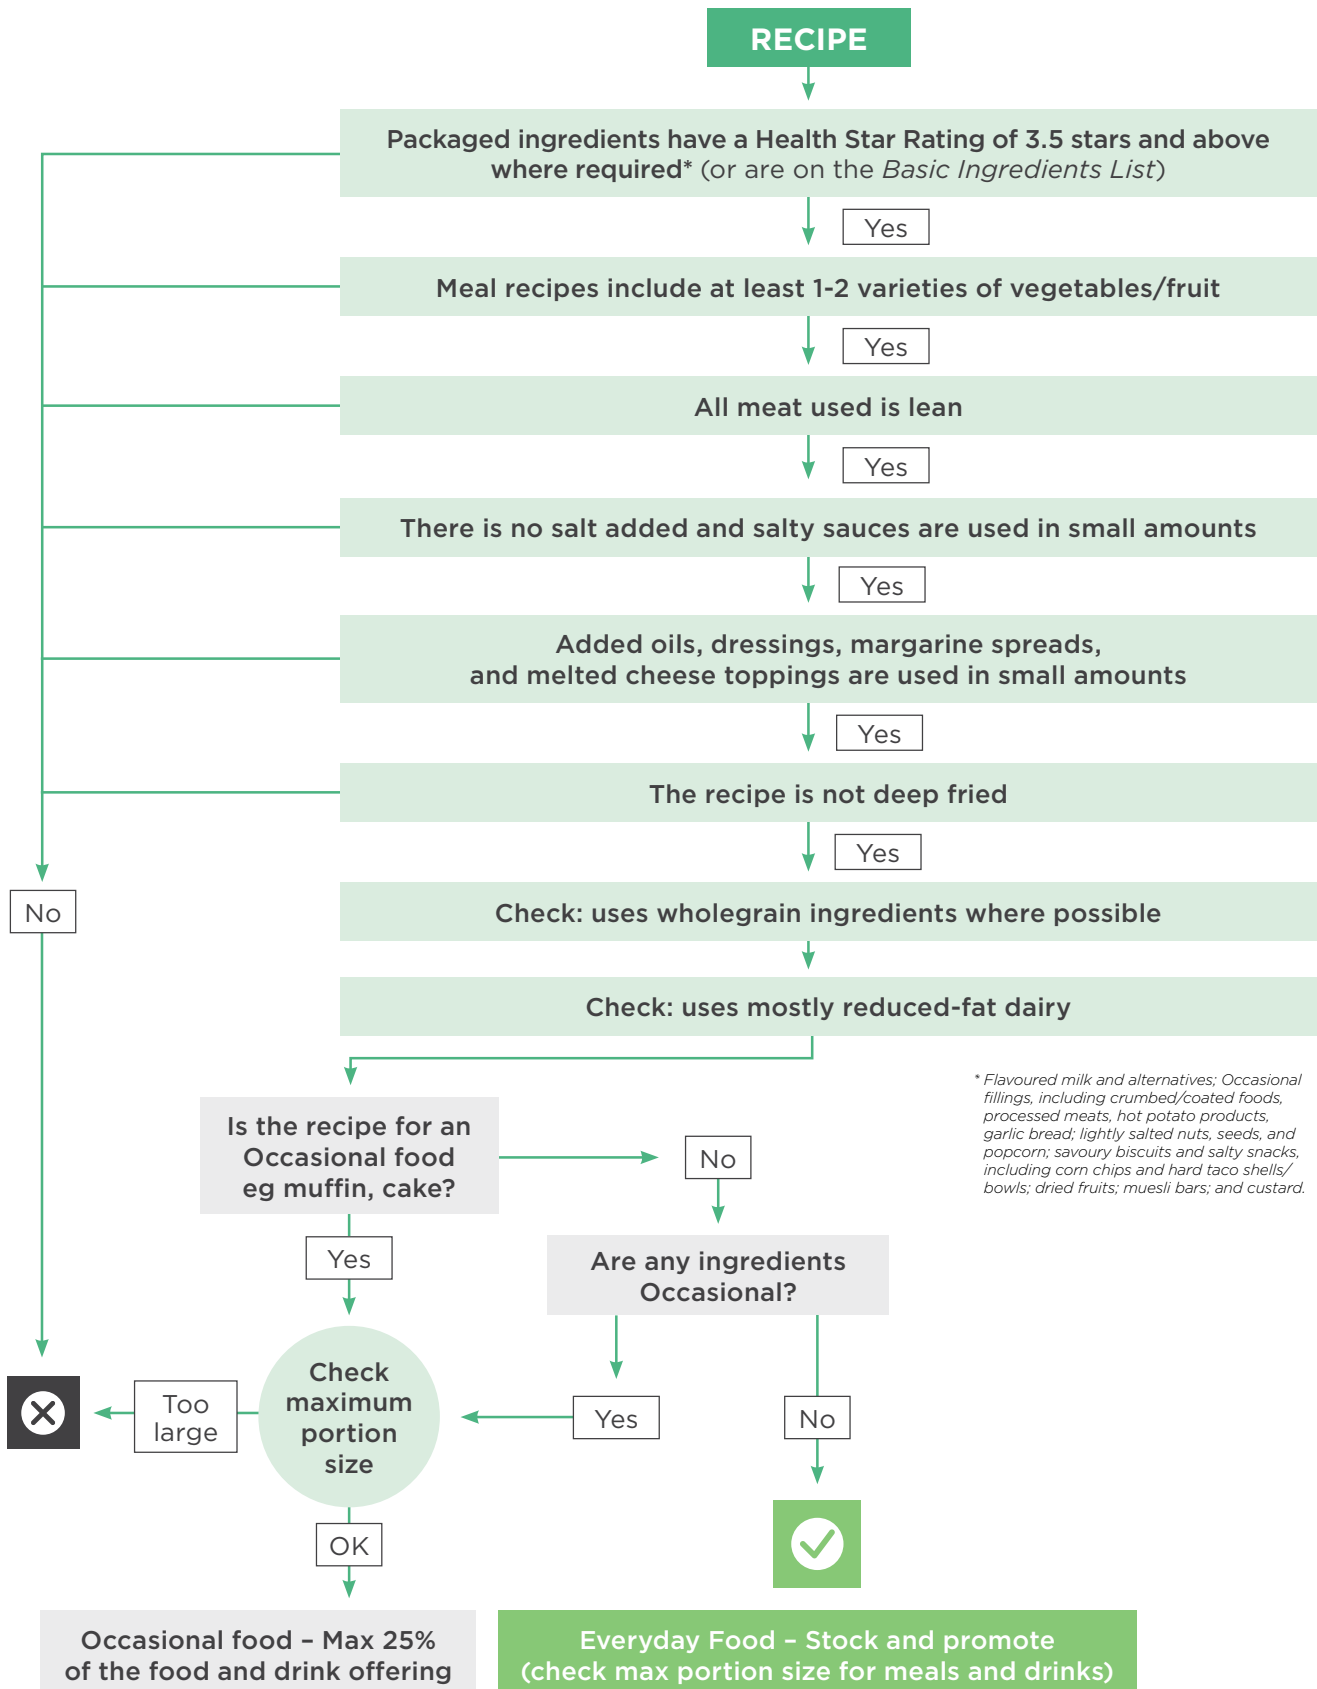 RECIPE
Packaged ingredients have a Health Star Rating of 3.5 stars and above
where required* (or are on the Basic Ingredients List)
Yes
Meal recipes include at least 1-2 varieties of vegetables/fruit
Yes
All meat used is lean
Yes
There is no salt added and salty sauces are used in small amounts
Yes
Added oils, dressings, margarine spreads,
and melted cheese toppings are used in small amounts
Yes
The recipe is not deep fried
Yes
No
Check: uses wholegrain ingredients where possible
Check: uses mostly reduced-fat dairy
* Flavoured milk and alternatives; Occasional
fillings, including crumbed/coated foods,
processed meats, hot potato products,
garlic bread; lightly salted nuts, seeds, and
popcorn; savoury biscuits and salty snacks,
including corn chips and hard taco shells/
bowls; dried fruits; muesli bars; and custard.
Is the recipe for an
Occasional food
eg muffin, cake?
No
Yes
Are any ingredients
Occasional?
Check
maximum
portion
size
Too
large
Yes
No
OK
Occasional food – Max 25%
of the food and drink offering
Everyday Food – Stock and promote
(check max portion size for meals and drinks)